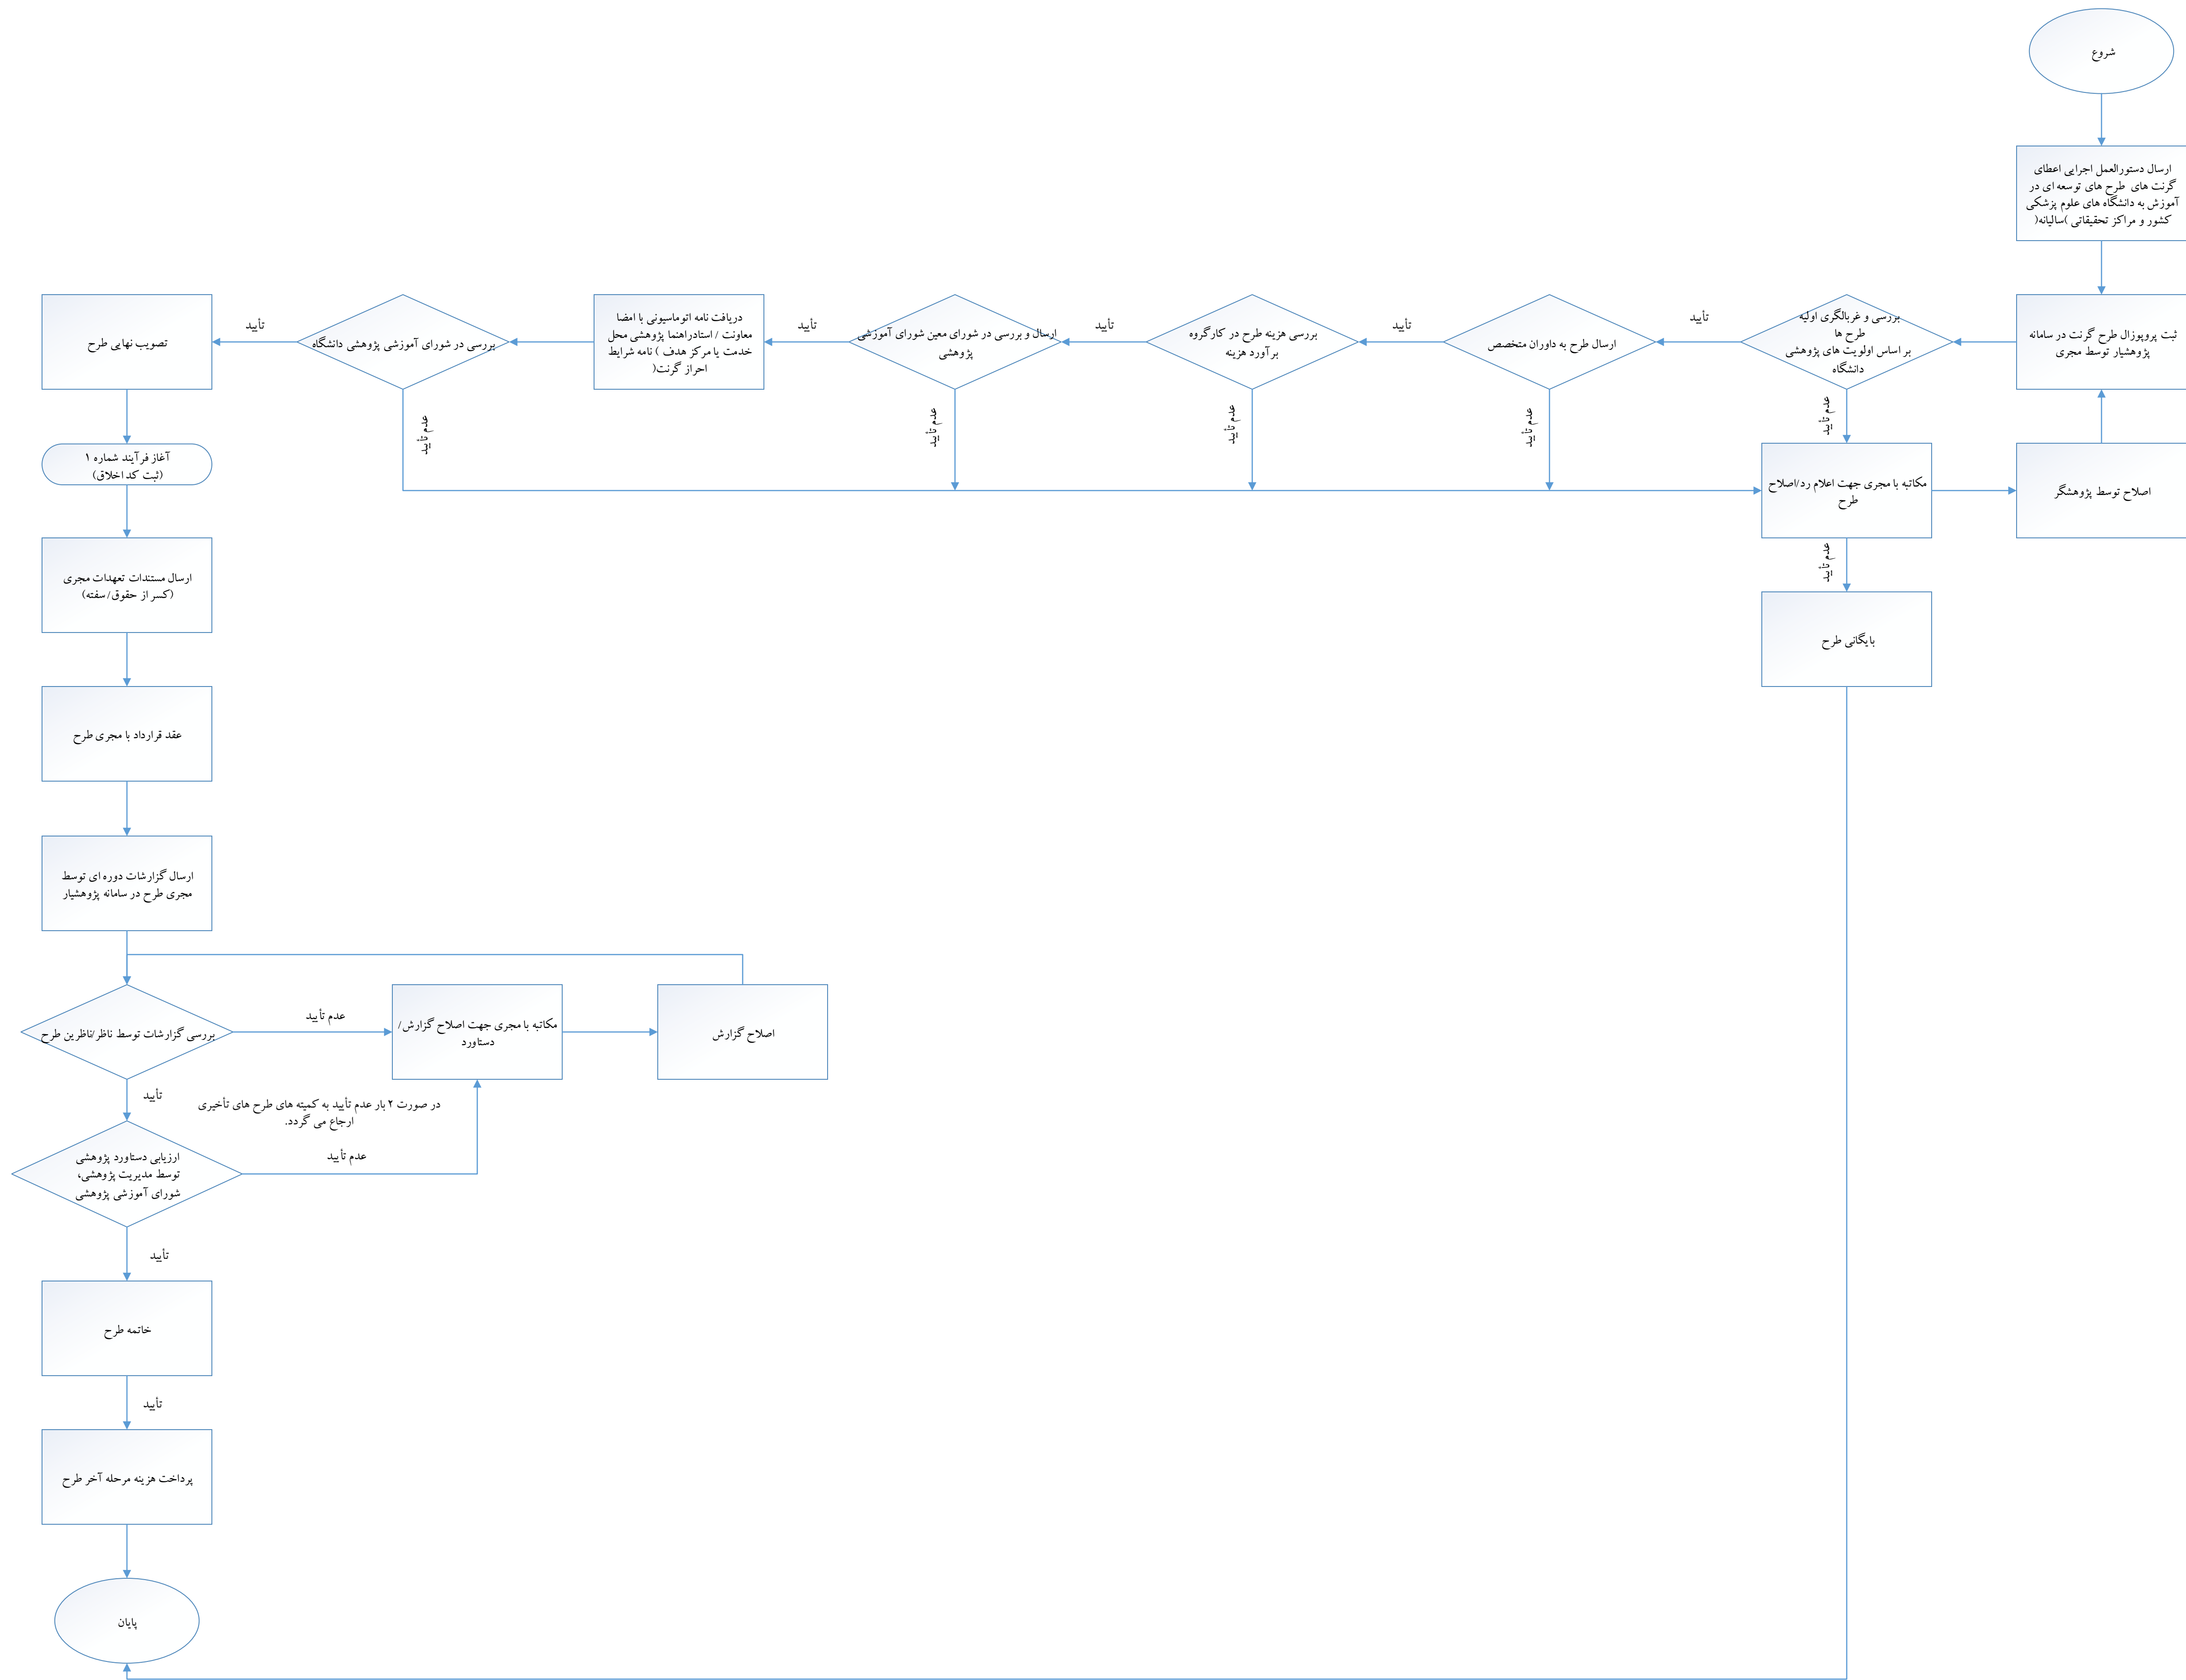 شروع
ارسال دستورالعمل اجرایی اعطای
گرنت های طرح های توسعه ای در
آموزش به دانشگاه های علوم پزشکی
کشور و مراکز تحقیقاتی )سالیانه(
ثبت پروپوزال طرح گرنت در سامانه
پژوهشیار توسط مجری
بررسی و غربالگری اولیه
طرح ها
بر اساس اولویت های پژوهشی
دانشگاه
تأیید
ارسال طرح به داوران متخصص
تأیید
بررسی هزینه طرح در کارگروه
برآورد هزینه
تأیید
ارسال و بررسی در شورای معین شورای آموزشی
پژوهشی
تأیید
دریافت نامه اتوماسیونی با امضا
معاونت / استادراهنما پژوهشی محل
خدمت یا مرکز هدف ) نامه شرایط
احراز گرنت(
بررسی در شورای آموزشی پژوهشی دانشگاه
تأیید
تصویب نهایی طرح
عدم تأیید
عدم تأیید
عدم تأیید
عدم تأیید
عدم تأیید
مکاتبه با مجری جهت اعلام رد/اصلاح
طرح
اصلاح توسط پژوهشگر
عدم تأیید
بایگانی طرح
آغاز فرآیند شماره ۱
(ثبت کد اخلاق)
ارسال مستندات تعهدات مجری
(کسر از حقوق/سفته)
عقد قرارداد با مجری طرح
ارسال گزارشات دوره ای توسط
مجری طرح در سامانه پژوهشیار
بررسی گزارشات توسط ناظر/ناظرین طرح
عدم تأیید
مکاتبه با مجری جهت اصلاح گزارش/
دستاورد
اصلاح گزارش
تأیید
در صورت ۲ بار عدم تأیید به کمیته های طرح های تأخیری
ارجاع می گردد.
ارزیابی دستاورد پژوهشی
توسط مدیریت پژوهشی،
شورای آموزشی پژوهشی
عدم تأیید
تأیید
خاتمه طرح
تأیید
پرداخت هزینه مرحله آخر طرح
پایان